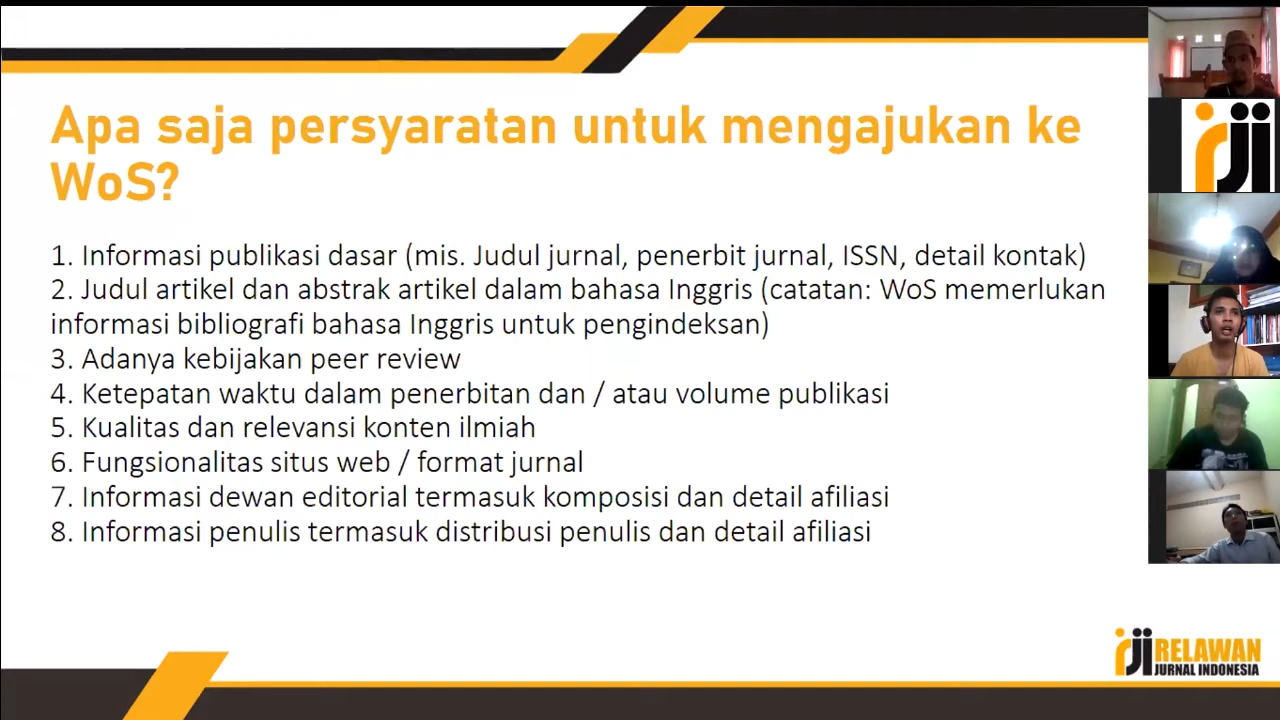 Apa saja persyaratan untuk mengajukan ke
WoS?
1. Informasi publikasi dasar (mis. Judul jurnal, penerbit jurnal, ISSN, detail kontak)
2. Judul artikel dan abstrak artikel dalam bahasa Inggris (catatan: WoS memerlukan
informasi bibliografi bahasa Inggris untuk pengindeksan)
3. Adanya kebijakan peer review
4. Ketepatan waktu dalam penerbitan dan / atau volume publikasi
5. Kualitas dan relevansi konten ilmiah
6. Fungsionalitas situs web / format jurnal
7. Informasi dewan editorial termasuk komposisi dan detail afiliasi
8. Informasi penulis termasuk distribusi penulis dan detail afiliasi
rji
rji RELAWAN
JURNAL INDONESIA